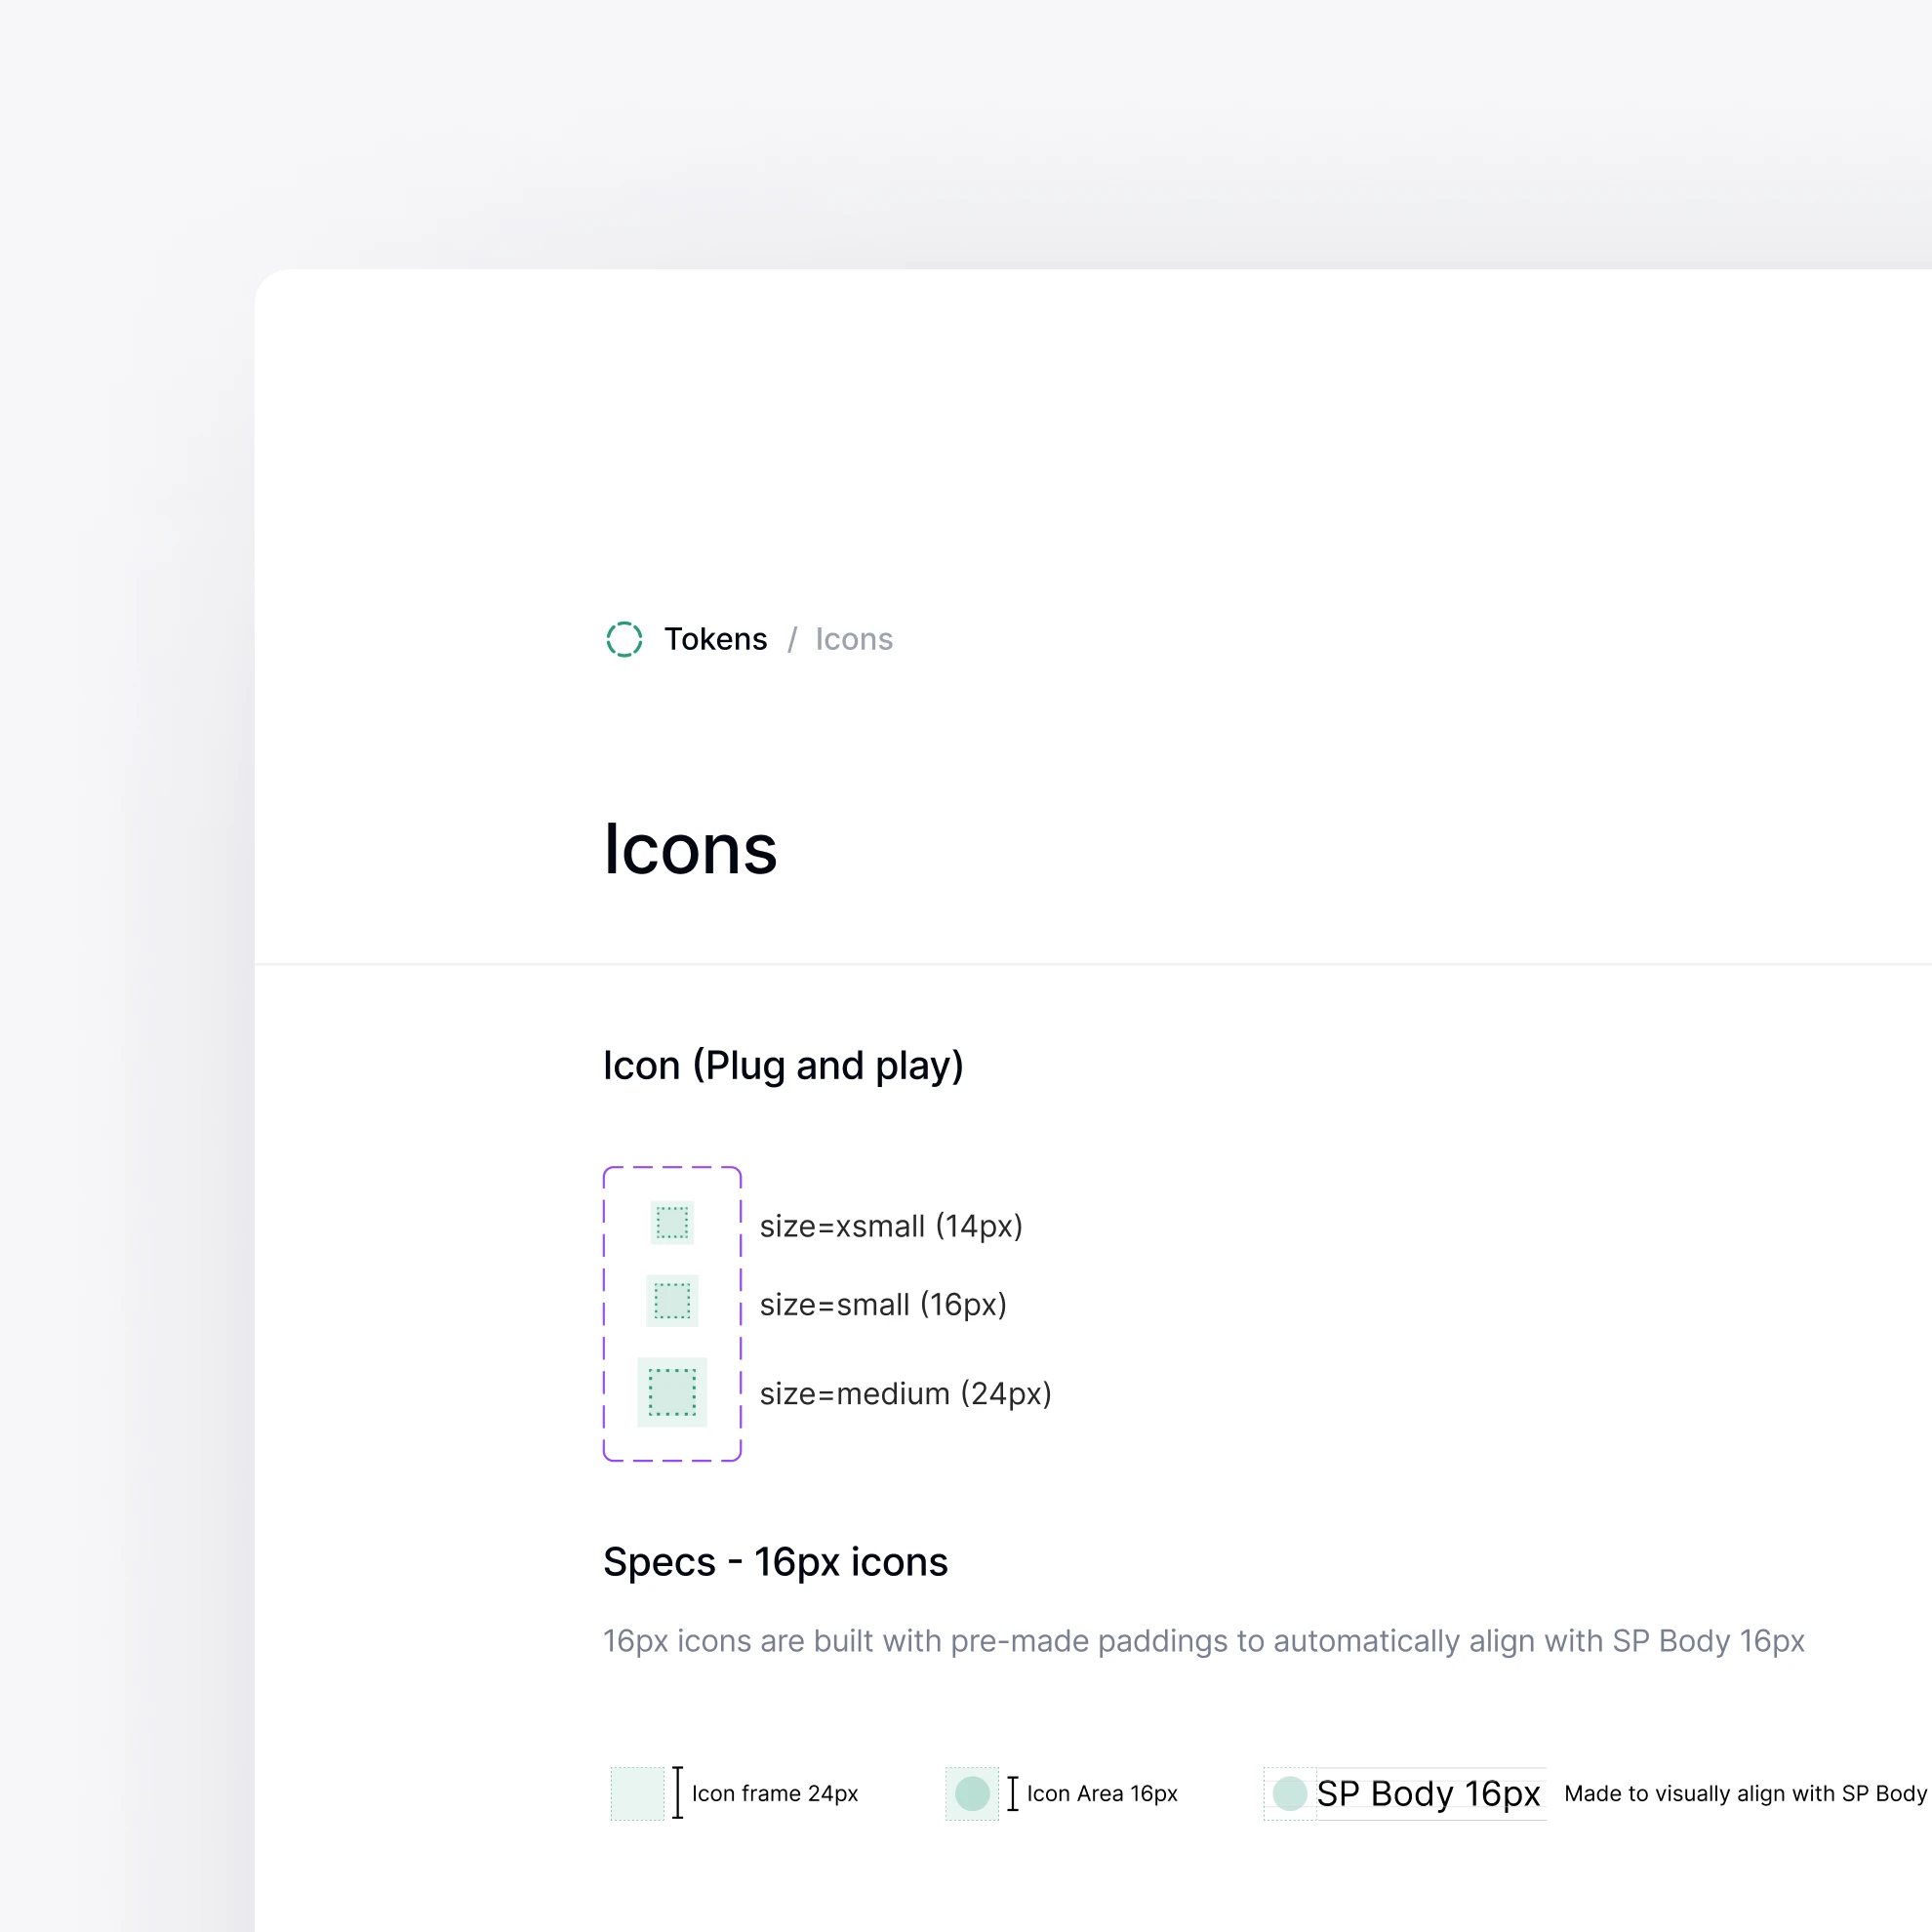 Tokens / Icons
Icons
Icon (Plug and play)
size=xsmall (14px)
size=small (16px)
size=medium (24px)
Specs - 16px icons
16px icons are built with pre-made paddings to automatically align with SP Body 16px
Icon frame 24px
Icon Area 16px
SP Body 16px
Made to visually align with SP Body